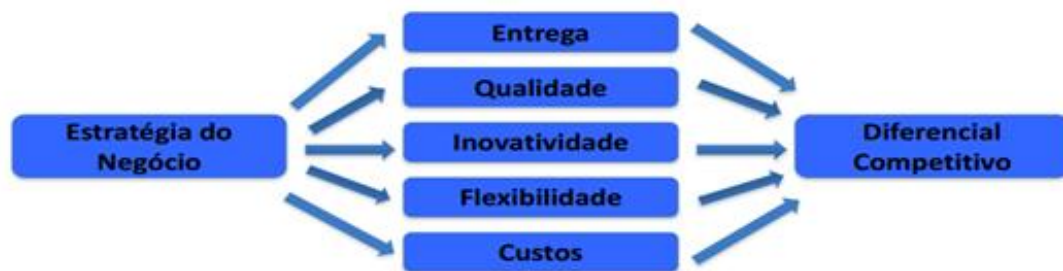 Estratégia do
Negócio
Entrega
Qualidade
Inovatividade
Flexibilidade
Custos
Diferencial
Competitivo